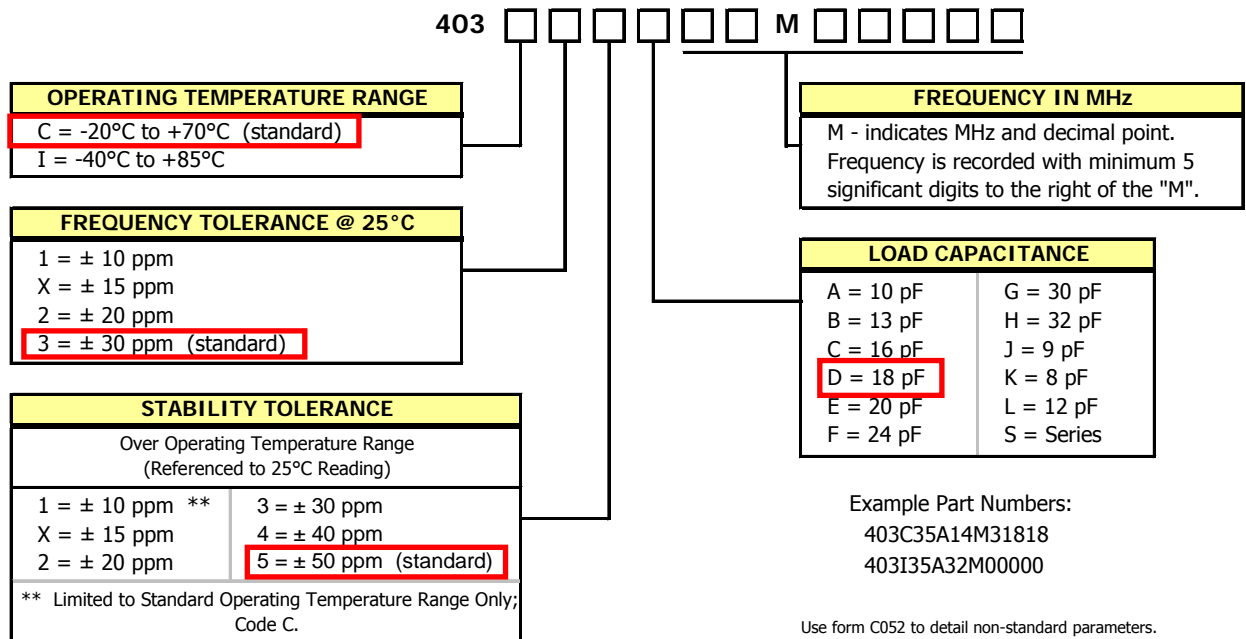 403 M
OPERATING TEMPERATURE RANGE
C = -20°C to +70°C (standard)
I = -40°C to +85°C
FREQUENCY TOLERANCE @ 25°C
1 = ± 10 ppm
X = ± 15 ppm
2 = ± 20 ppm
3 = ± 30 ppm (standard)
STABILITY TOLERANCE
Over Operating Temperature Range
(Referenced to 25°C Reading)
1 = ± 10 ppm **
X = ± 15 ppm
2 = ± 20 ppm
3 = ± 30 ppm
4 = ± 40 ppm
5 = ± 50 ppm (standard)
** Limited to Standard Operating Temperature Range Only;
Code C.
FREQUENCY IN MHz
M - indicates MHz and decimal point.
Frequency is recorded with minimum 5
significant digits to the right of the "M".
LOAD CAPACITANCE
A = 10 pF
B = 13 pF
C = 16 pF
D = 18 pF
E = 20 pF
F = 24 pF
G = 30 pF
H = 32 pF
J = 9 pF
K = 8 pF
L = 12 pF
S = Series
Example Part Numbers:
403C35A14M31818
403I35A32M00000
Use form C052 to detail non-standard parameters.